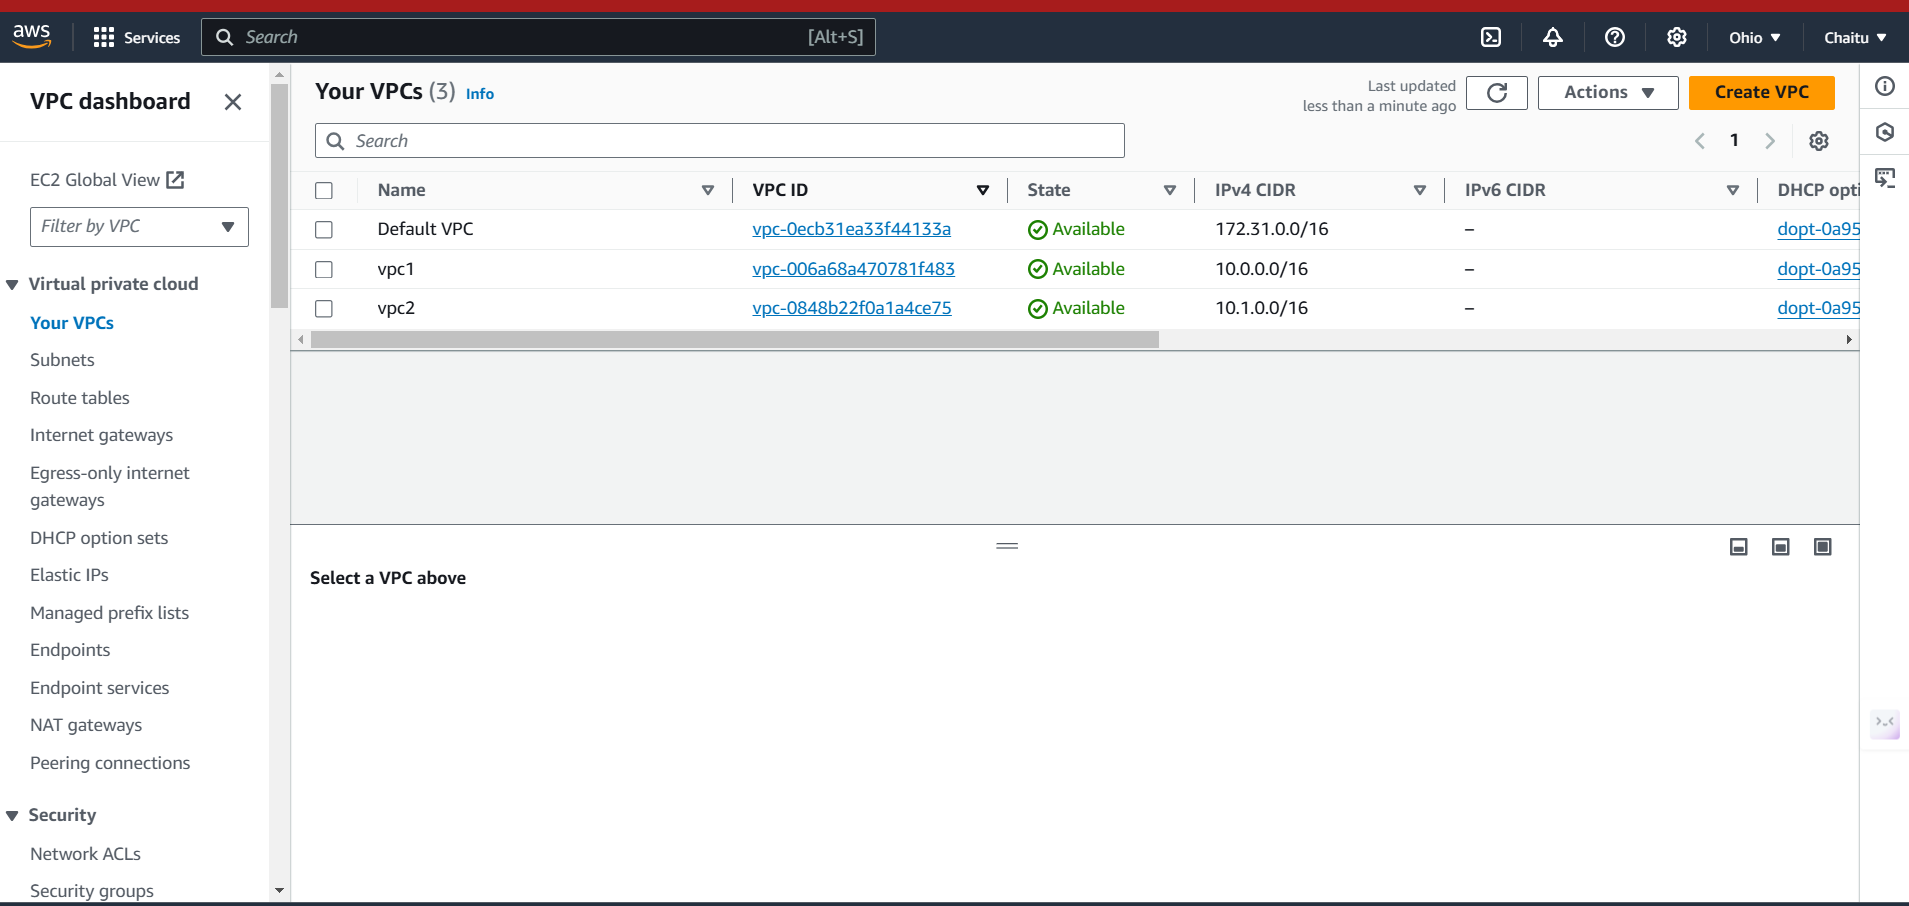 aws Services Search [Alt+S] Ohio Chaitu
VPC dashboard
EC2 Global View
Filter by VPC
Virtual private cloud
Your VPCs
Subnets
Route tables
Internet gateways
Egress-only internet
gateways
DHCP option sets
Elastic IPs
Managed prefix lists
Endpoints
Endpoint services
NAT gateways
Peering connections
Security
Network ACLs
Security groups
Your VPCs (3) Info
Last updated
less than a minute ago
Actions
Create VPC
Search
1
Name VPC ID State IPv4 CIDR IPv6 CIDR DHCP opti
Default VPC vpc-0ecb31ea33f44133a Available 172.31.0.0/16 – dopt-0a95
vpc1 vpc-006a68a470781f483 Available 10.0.0.0/16 – dopt-0a95
vpc2 vpc-0848b22f0a1a4ce75 Available 10.1.0.0/16 – dopt-0a95
Select a VPC above